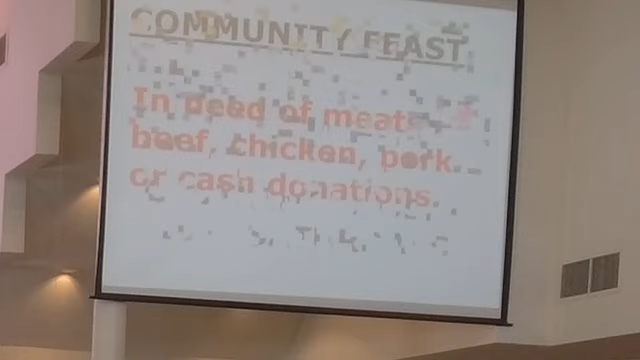 COMMUNITY FEAST
In need of meat
beef, chicken, pork
or cash donations.